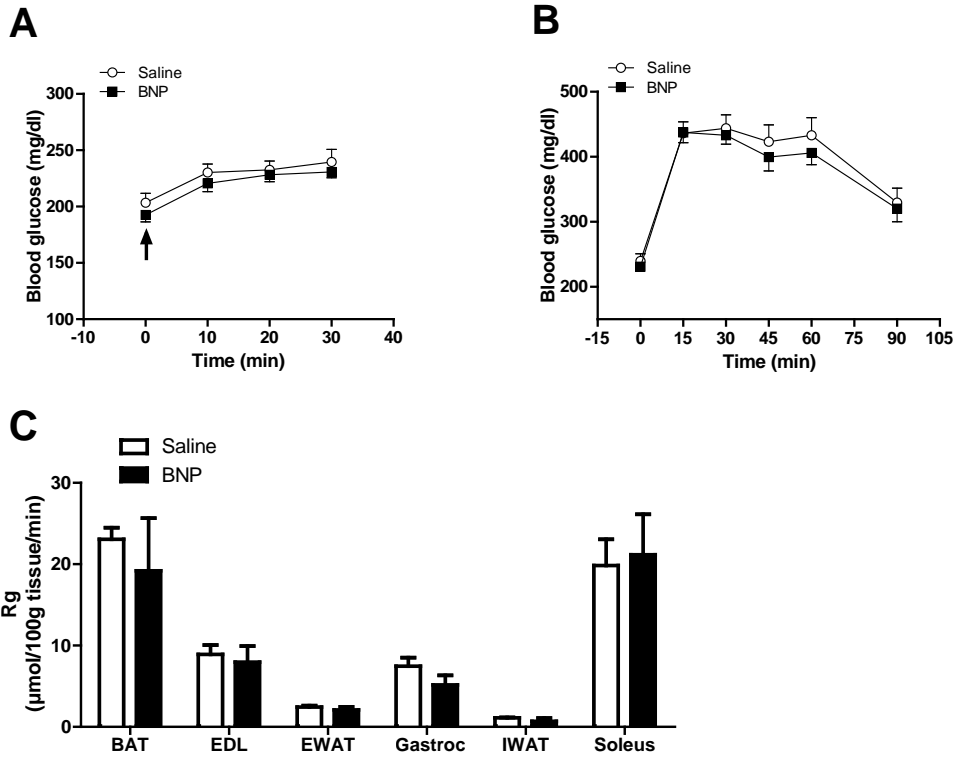 A
Saline
BNP
Blood glucose (mg/dl)
300
250
200
150
100
-10 0 10 20 30 40
Time (min)
B
Saline
BNP
Blood glucose (mg/dl)
500
400
300
200
-15 0 15 30 45 60 75 90 105
Time (min)
C
Saline
BNP
Rg
(µmol/100g tissue/min)
30
20
10
0
BAT EDL EWAT Gastroc IWAT Soleus